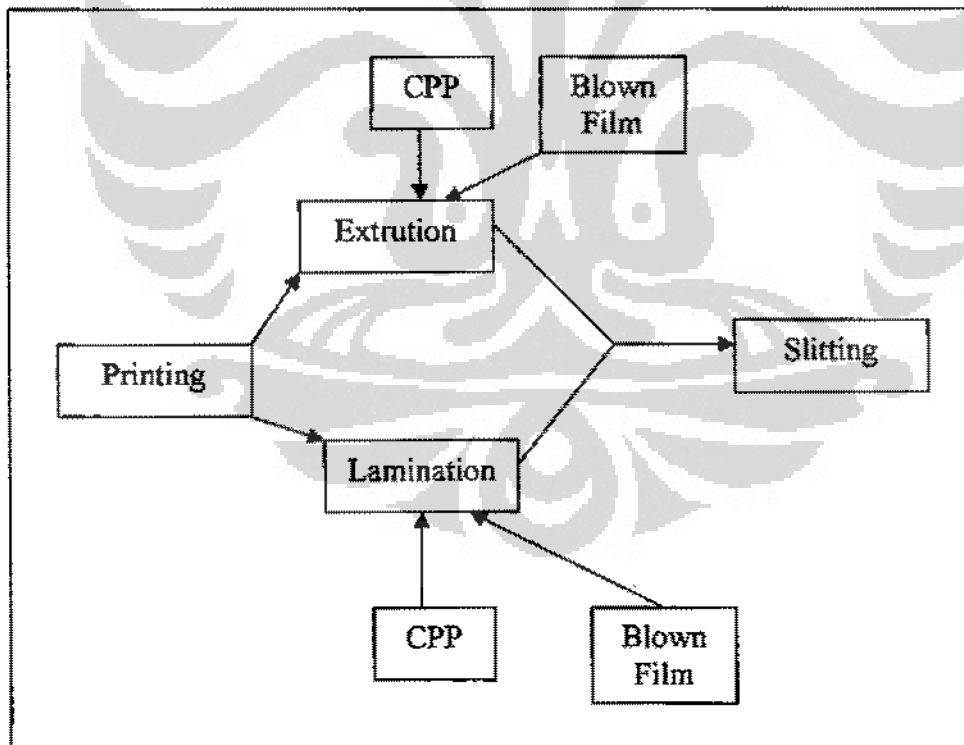 CPP
Blown
Film
Extrution
Printing
Slitting
Lamination
CPP
Blown
Film